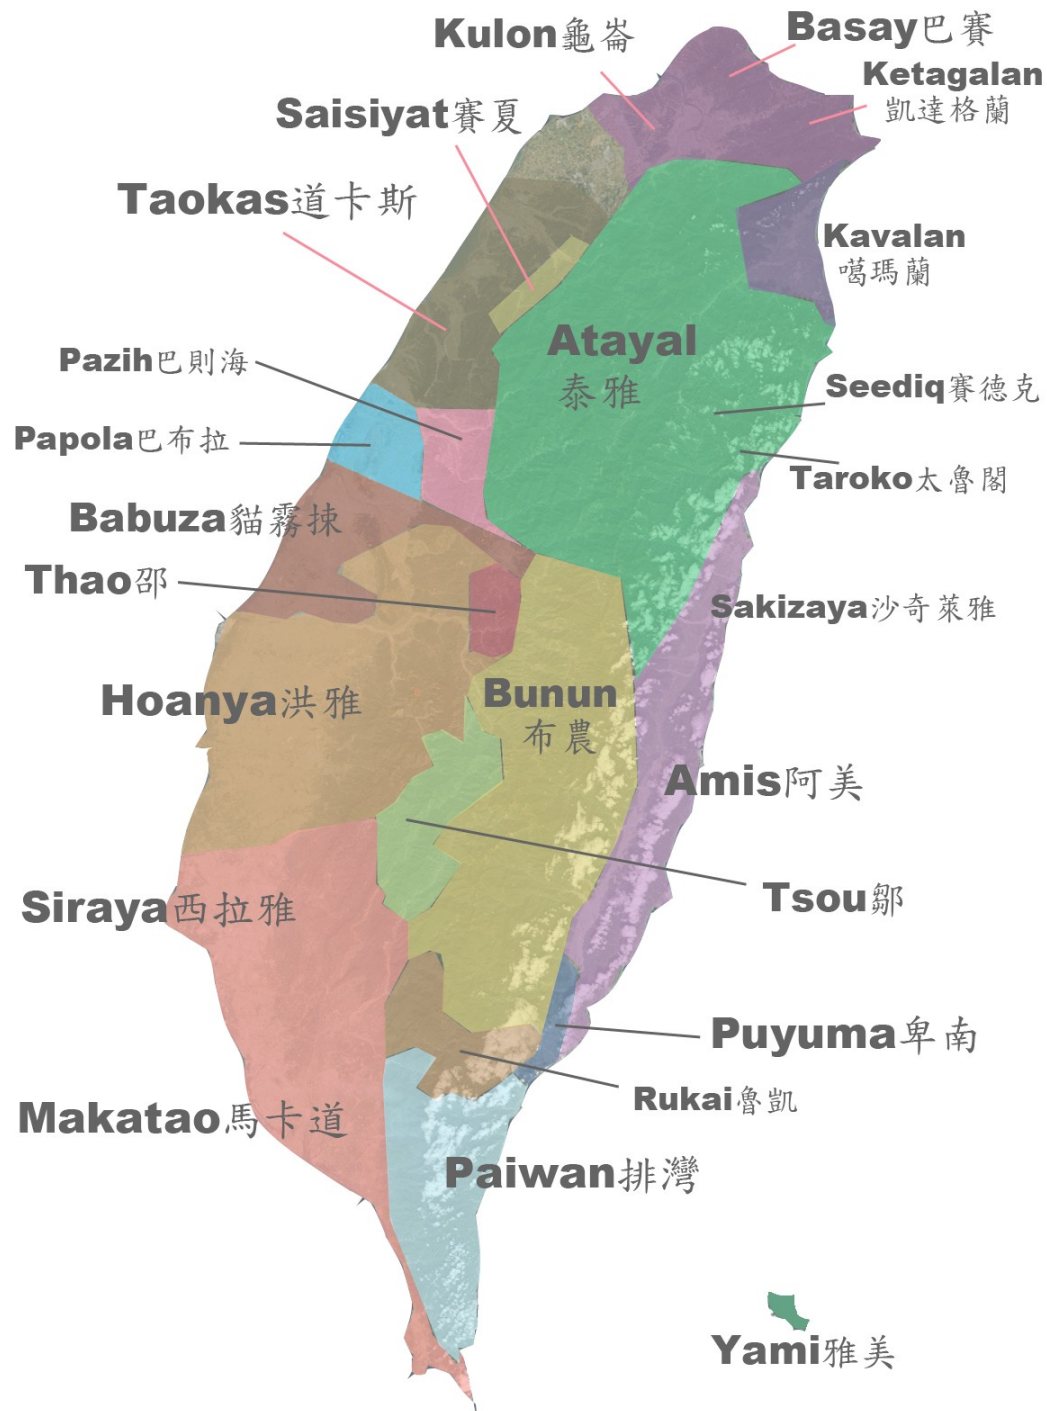 Basay巴賽
Kulon龜崙
Ketagalan
凱達格蘭
Saisiyat賽夏
Taokas道卡斯
Kavalan
噶瑪蘭
Atayal
泰雅
Pazih巴則海
Seediq賽德克
Papola巴布拉
Taroko太魯閣
Babuza貓霧拺
Thao邵
Sakizaya沙奇萊雅
Hoanya洪雅
Bunun
布農
Amis阿美
Tsou鄒
Siraya西拉雅
Puyuma卑南
Rukai魯凱
Makatao馬卡道
Paiwan排灣
Yami雅美